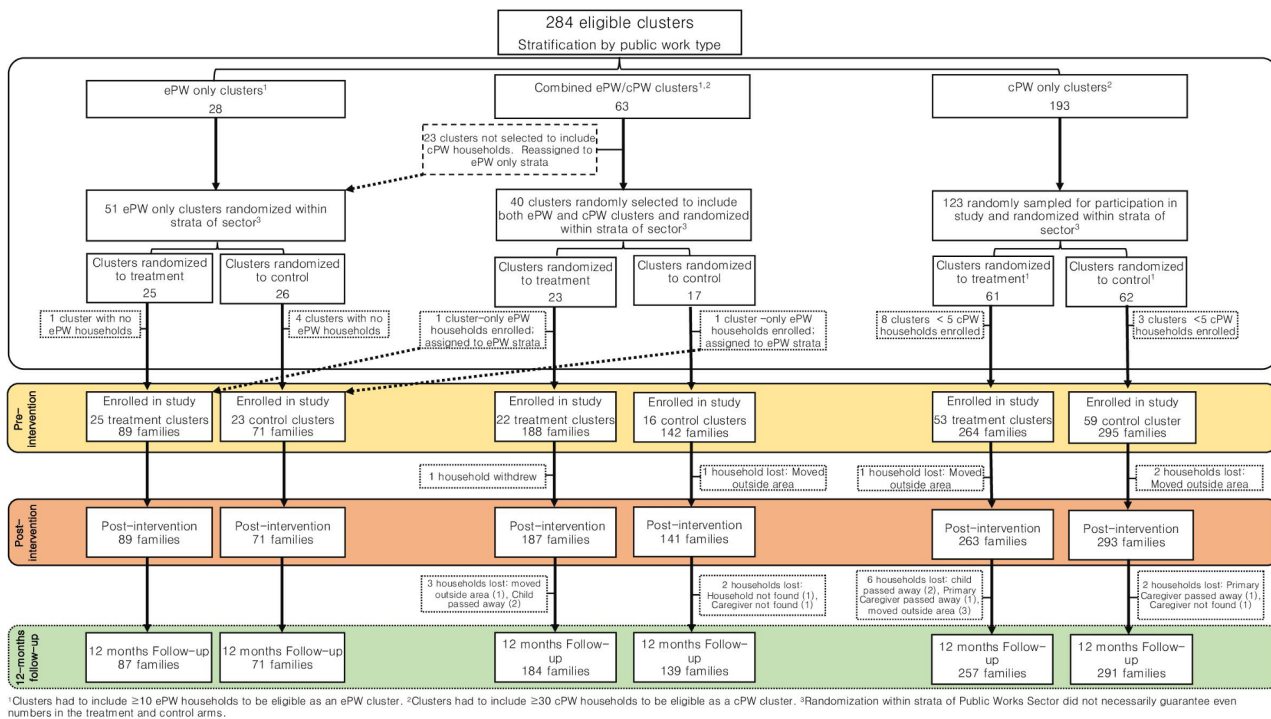 284 eligible clusters
Stratification by public work type
ePW only clusters¹
28
Combined ePW/cPW clusters¹,²
63
cPW only clusters²
193
23 clusters not selected to include
cPW households. Reassigned to
ePW only strata
51 ePW only clusters randomized within
strata of sector³
40 clusters randomly selected to include
both ePW and cPW clusters and randomized
within strata of sector³
123 randomly sampled for participation in
study and randomized within strata of
sector³
Clusters randomized
to treatment
25
Clusters randomized
to control
26
Clusters randomized
to treatment
23
Clusters randomized
to control
17
Clusters randomized
to treatment¹
61
Clusters randomized
to control¹
62
1 cluster with no
ePW households
4 clusters with no
ePW households
1 cluster-only ePW
households enrolled;
assigned to ePW strata
1 cluster -only ePW
households enrolled;
assigned to ePW strata
8 clusters < 5 cPW
households enrolled
3 clusters <5 cPW
households enrolled
Pre-
intervention
Enrolled in study
25 treatment clusters
89 families
Enrolled in study
23 control clusters
71 families
Enrolled in study
22 treatment clusters
188 families
Enrolled in study
16 control clusters
142 families
Enrolled in study
53 treatment clusters
264 families
Enrolled in study
59 control cluster
295 families
1 household withdrew
1 household lost: Moved
outside area
1 household lost: Moved
outside area
2 households lost:
Moved outside area
Post-
intervention
Post-intervention
89 families
Post-intervention
71 families
Post-intervention
187 families
Post-intervention
141 families
Post-intervention
263 families
Post-intervention
293 families
3 households lost: moved
outside area (1), Child
passed away (2)
2 households lost:
Household not found (1),
Caregiver not found (1)
6 households lost: child
passed away (2), Primary
Caregiver passed away (1),
moved outside area (3)
2 households lost: Primary
Caregiver passed away (1),
Caregiver not found (1)
12-months
follow-up
12 months Follow-up
87 families
12 months Follow-up
71 families
12 months Follow-
up
184 families
12 months Follow-
up
139 families
12 months Follow-
up
257 families
12 months Follow-
up
291 families
¹Clusters had to include ≥10 ePW households to be eligible as an ePW cluster. ²Clusters had to include ≥30 cPW households to be eligible as a cPW cluster. ³Randomization within strata of Public Works Sector did not necessarily guarantee even
numbers in the treatment and control arms.